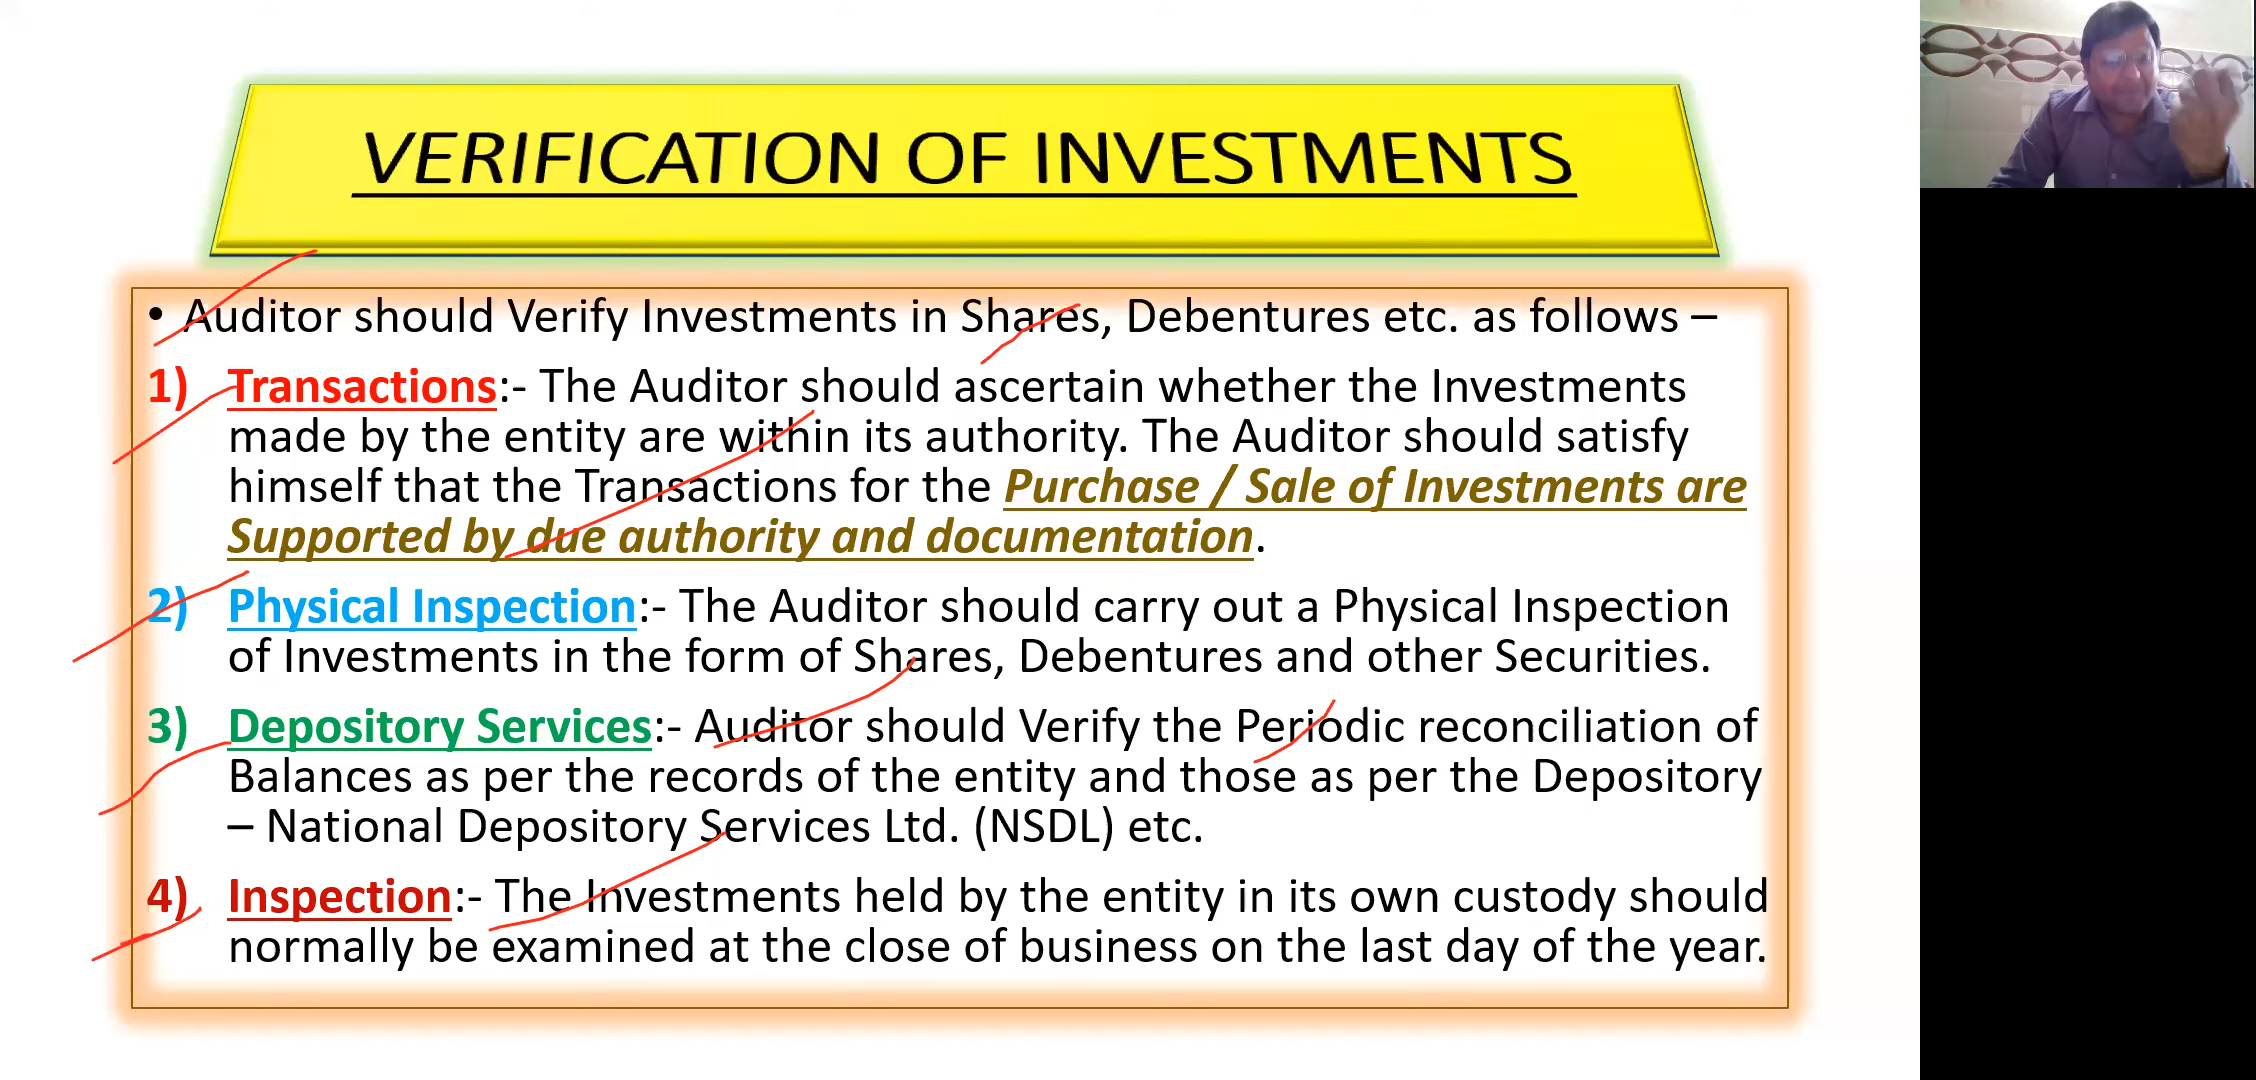 VERIFICATION OF INVESTMENTS
• Auditor should Verify Investments in Shares, Debentures etc. as follows –
1) Transactions:- The Auditor should ascertain whether the Investments
made by the entity are within its authority. The Auditor should satisfy
himself that the Transactions for the Purchase / Sale of Investments are
Supported by due authority and documentation.
2) Physical Inspection:- The Auditor should carry out a Physical Inspection
of Investments in the form of Shares, Debentures and other Securities.
3) Depository Services:- Auditor should Verify the Periodic reconciliation of
Balances as per the records of the entity and those as per the Depository
– National Depository Services Ltd. (NSDL) etc.
4) Inspection:- The Investments held by the entity in its own custody should
normally be examined at the close of business on the last day of the year.